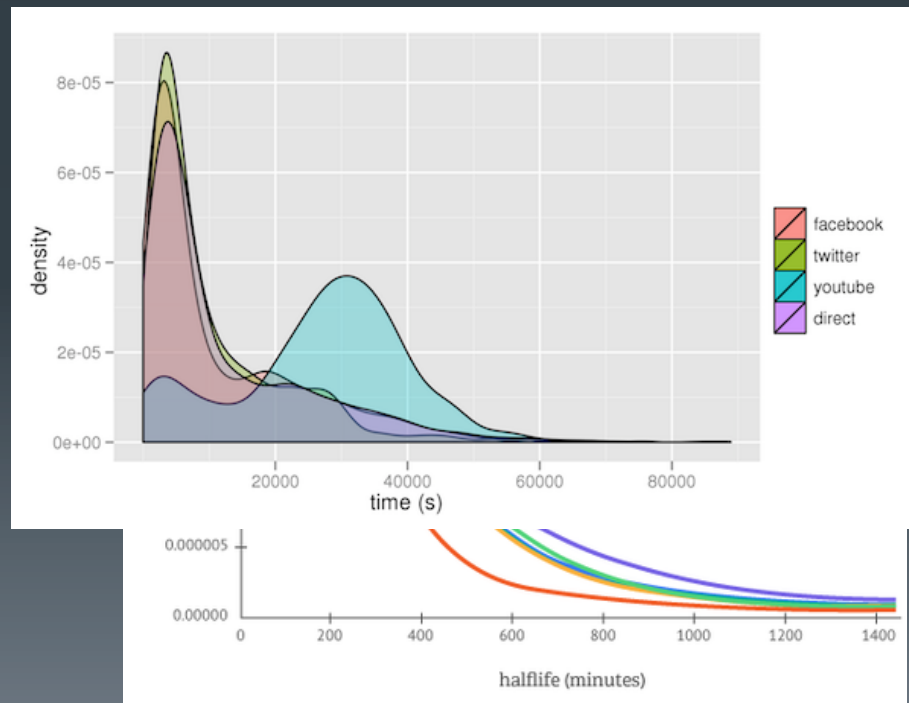 8e-05
6e-05
4e-05
2e-05
0e+00
density
20000 40000 60000 80000
time (s)
facebook
twitter
youtube
direct
0.000005
0.00000
0 200 400 600 800 1000 1200 1400
halflife (minutes)